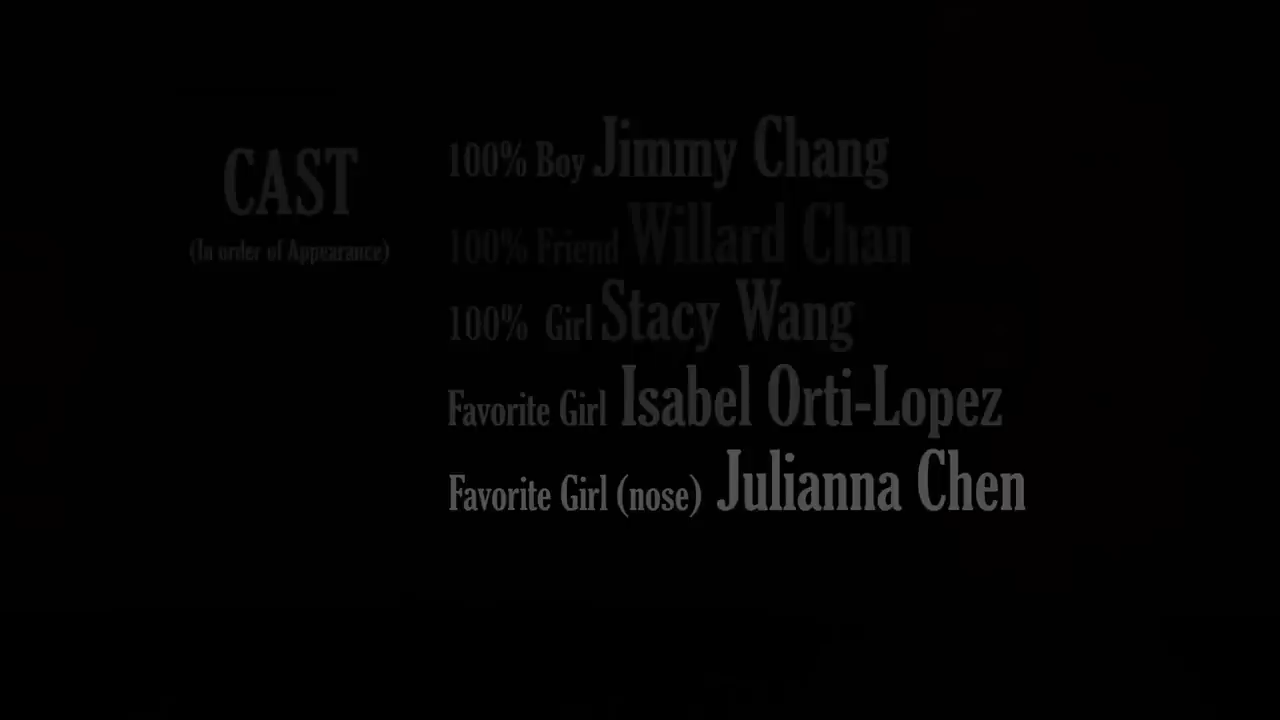 CAST
(In order of Appearance)
100% Boy Jimmy Chang
100% Friend Willard Chan
100% Girl Stacy Wang
Favorite Girl Isabel Orti-Lopez
Favorite Girl (nose) Julianna Chen